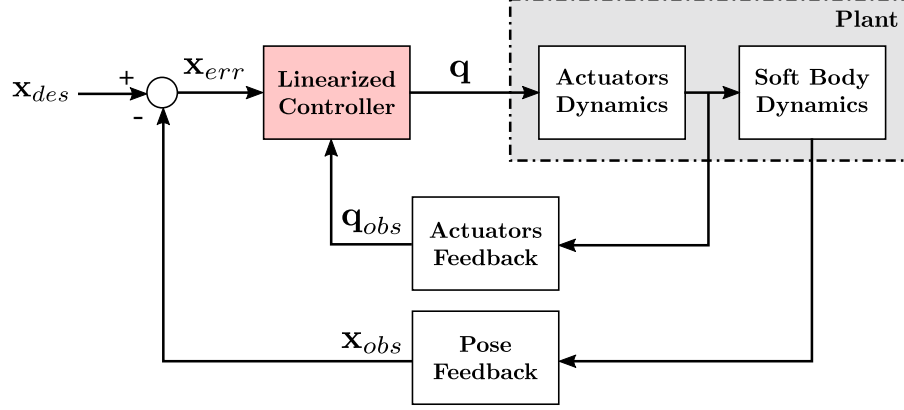 Plant
+
x_err
Linearized
Controller
q
Actuators
Dynamics
Soft Body
Dynamics
x_des
-
q_obs
Actuators
Feedback
x_obs
Pose
Feedback